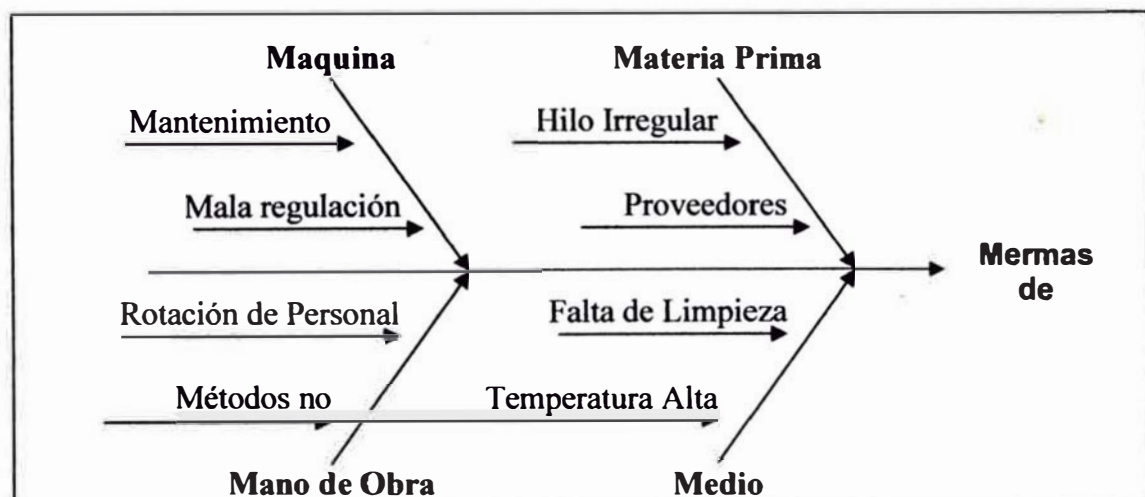 Maquina
Materia Prima
Mantenimiento
Hilo Irregular
Mala regulación
Proveedores
Mermas
de
Rotación de Personal
Falta de Limpieza
Métodos no
Temperatura Alta
Mano de Obra
Medio